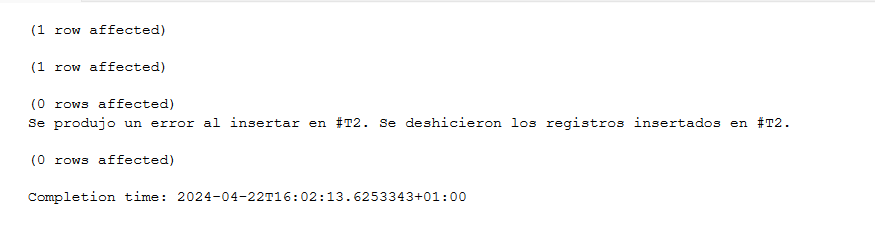 (1 row affected)
(1 row affected)
(0 rows affected)
Se produjo un error al insertar en #T2. Se deshicieron los registros insertados en #T2.
(0 rows affected)
Completion time: 2024-04-22T16:02:13.6253343+01:00